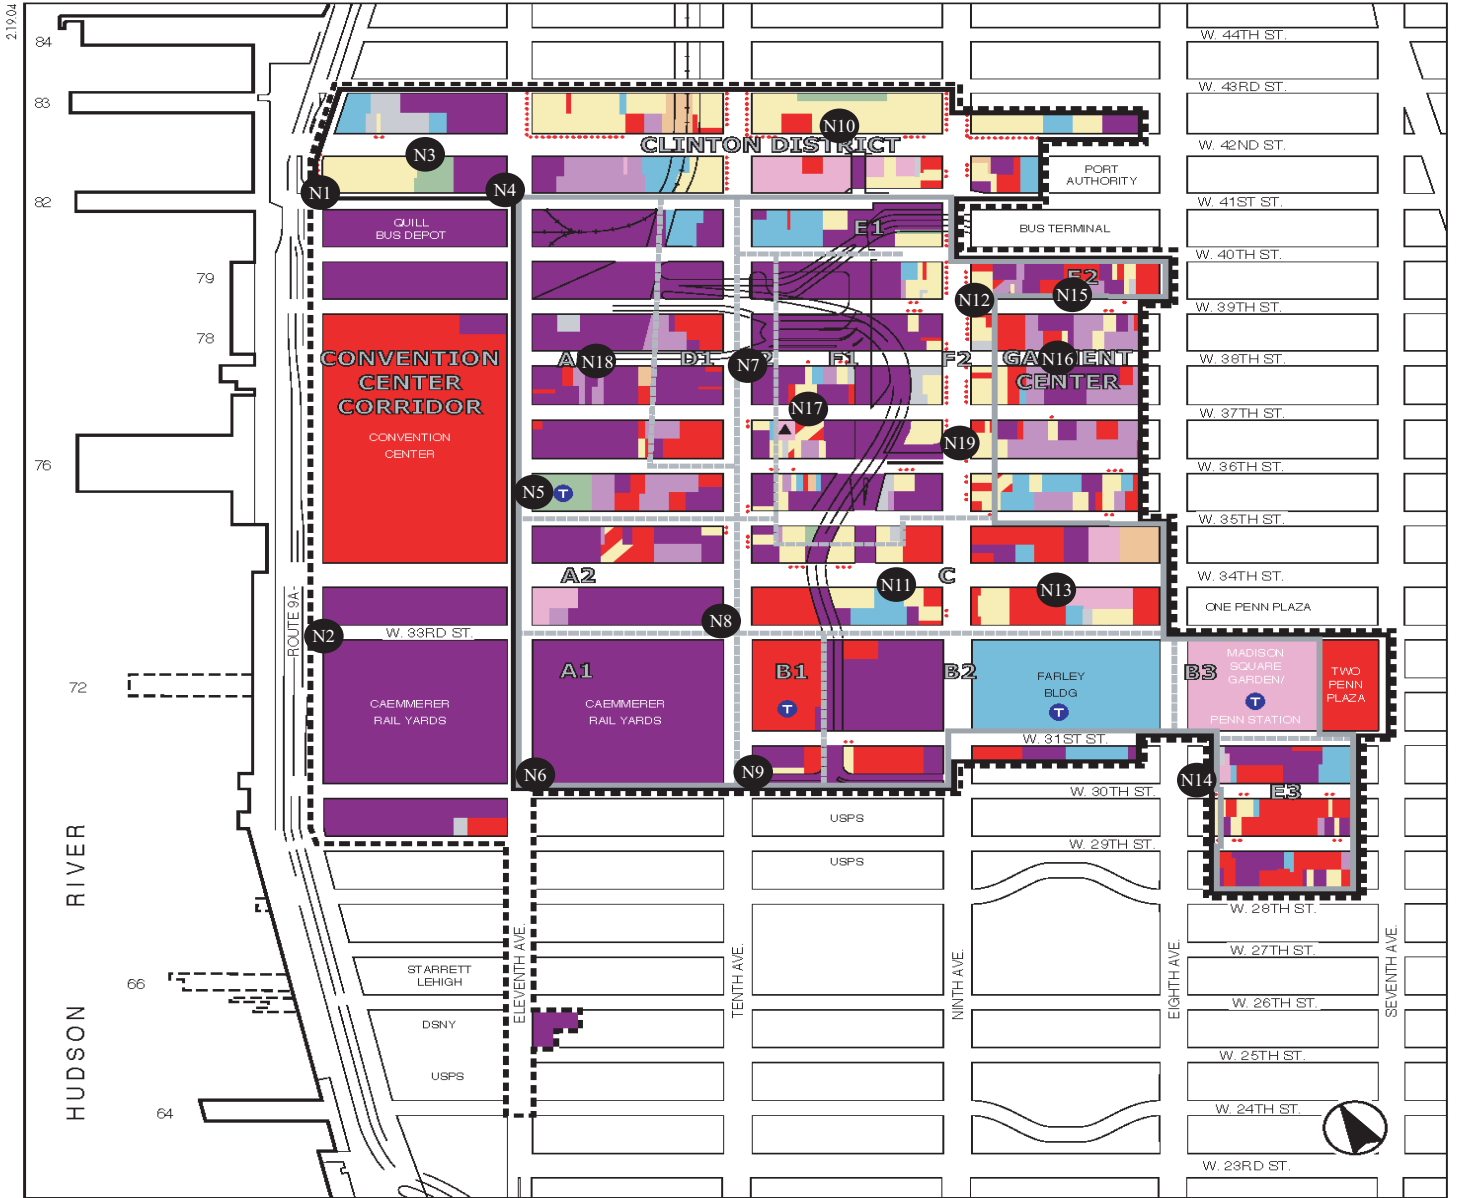 2.19.04
84
W. 44TH ST.
83
W. 43RD ST.
N10
CLINTON DISTRICT
W. 42ND ST.
N3
PORT
AUTHORITY
N1
N4
82
W. 41ST ST.
QUILL
BUS DEPOT
E1
BUS TERMINAL
W. 40TH ST.
79
E2
N12
N15
W. 39TH ST.
78
CONVENTION
CENTER
CORRIDOR
A
N18
D1
N7
2
F1
F2
GARMENT
CENTER
N16
W. 38TH ST.
N17
W. 37TH ST.
CONVENTION
CENTER
N19
76
W. 36TH ST.
N5
T
W. 35TH ST.
A2
C
W. 34TH ST.
N11
N13
ROUTE 9A
ONE PENN PLAZA
N2
W. 33RD ST.
N8
72
A1
B1
B2
B3
CAEMMERER
RAIL YARDS
CAEMMERER
RAIL YARDS
T
FARLEY
BLDG
T
MADISON
SQUARE
GARDEN/
T
PENN STATION
TWO
PENN
PLAZA
W. 31ST ST.
N6
N9
N14
W. 30TH ST.
E3
USPS
W. 29TH ST.
USPS
W. 28TH ST.
HUDSON RIVER
W. 27TH ST.
66
STARRETT
LEHIGH
ELEVENTH AVE.
TENTH AVE.
NINTH AVE.
EIGHTH AVE.
SEVENTH AVE.
W. 26TH ST.
DSNY
W. 25TH ST.
USPS
64
W. 24TH ST.
W. 23RD ST.